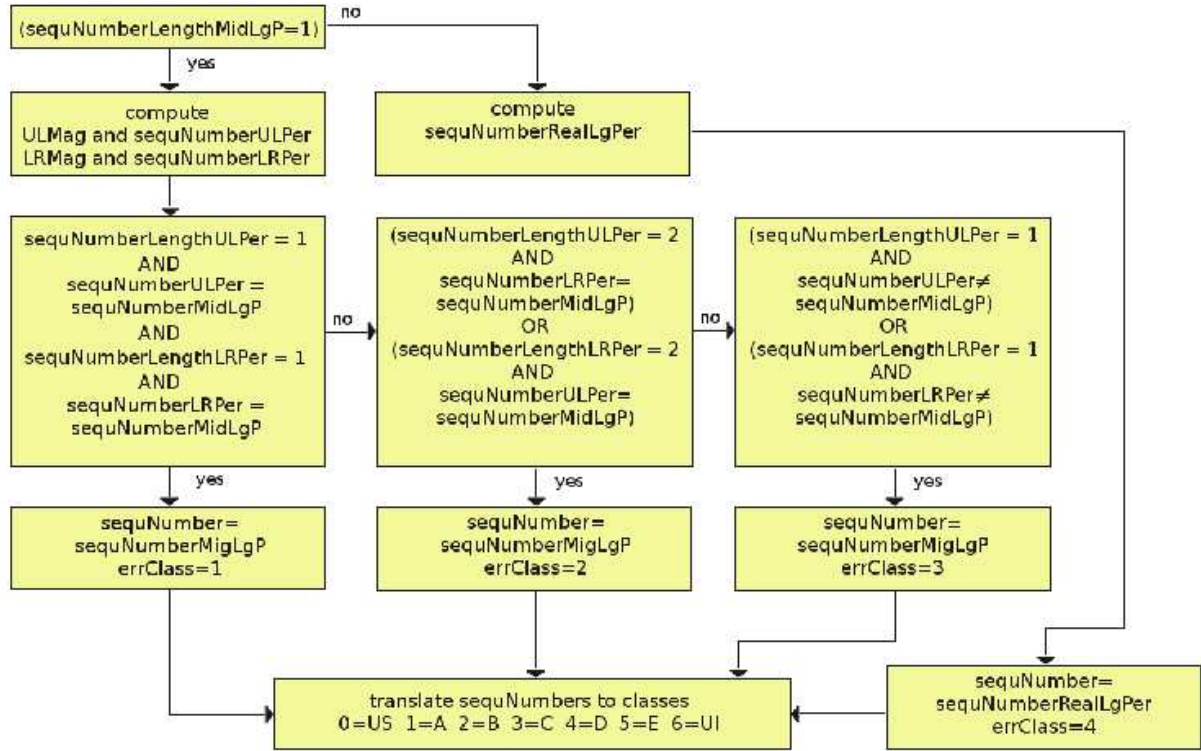 (sequNumberLengthMidLgP=1)
no
yes
compute
ULMag and sequNumberULPer
LRMag and sequNumberLRPer
compute
sequNumberRealLgPer
sequNumberLengthULPer = 1
AND
sequNumberULPer =
sequNumberMidLgP
AND
sequNumberLengthLRPer = 1
AND
sequNumberLRPer =
sequNumberMidLgP
no
(sequNumberLengthULPer = 2
AND
sequNumberLRPer=
sequNumberMidLgP)
OR
(sequNumberLengthLRPer = 2
AND
sequNumberULPer=
sequNumberMidLgP)
no
(sequNumberLengthULPer = 1
AND
sequNumberULPer≠
sequNumberMidLgP)
OR
(sequNumberLengthLRPer = 1
AND
sequNumberLRPer≠
sequNumberMidLgP)
yes
yes
yes
sequNumber=
sequNumberMigLgP
errClass=1
sequNumber=
sequNumberMigLgP
errClass=2
sequNumber=
sequNumberMigLgP
errClass=3
translate sequNumbers to classes
0=US 1=A 2=B 3=C 4=D 5=E 6=UI
sequNumber=
sequNumberRealLgPer
errClass=4